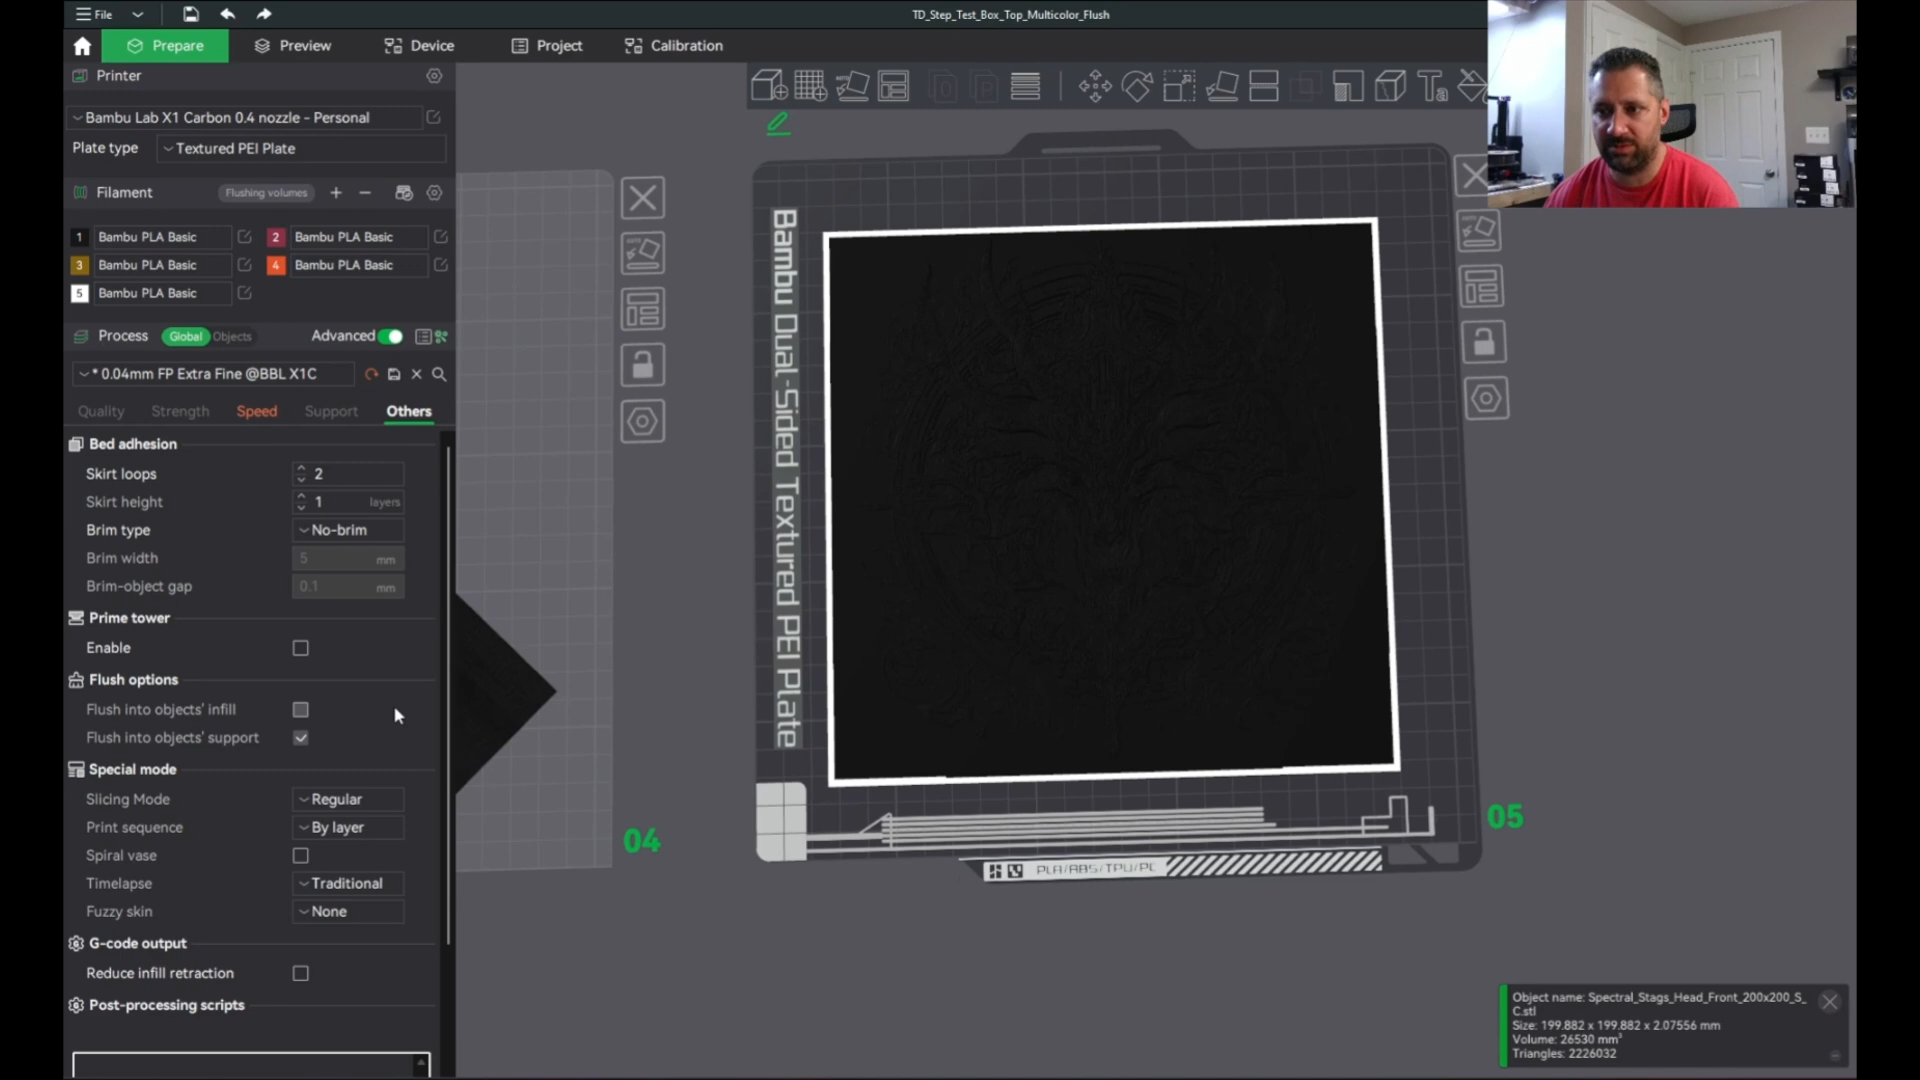 File
TD_Step_Test_Box_Top_Multicolor_Flush
Prepare
Preview
Device
Project
Calibration
Printer
Bambu Lab X1 Carbon 0.4 nozzle - Personal
Plate type
Textured PEI Plate
Filament
Flushing volumes
1 Bambu PLA Basic
2 Bambu PLA Basic
3 Bambu PLA Basic
4 Bambu PLA Basic
5 Bambu PLA Basic
Process
Global
Objects
Advanced
* 0.04mm FP Extra Fine @BBL X1C
Quality
Strength
Speed
Support
Others
Bed adhesion
Skirt loops
2
Skirt height
1 layers
Brim type
No-brim
Brim width
5 mm
Brim-object gap
0.1 mm
Prime tower
Enable
Flush options
Flush into objects' infill
Flush into objects' support
Special mode
Slicing Mode
Regular
Print sequence
By layer
Spiral vase
Timelapse
Traditional
Fuzzy skin
None
G-code output
Reduce infill retraction
Post-processing scripts
04
Bambu Dual-Sided Textured PEI Plate
PLA/ABS/TPU/PC
05
Object name: Spectral_Stags_Head_Front_200x200_S_
C.stl
Size: 199.882 x 199.882 x 2.07556 mm
Volume: 26530 mm³
Triangles: 2226032